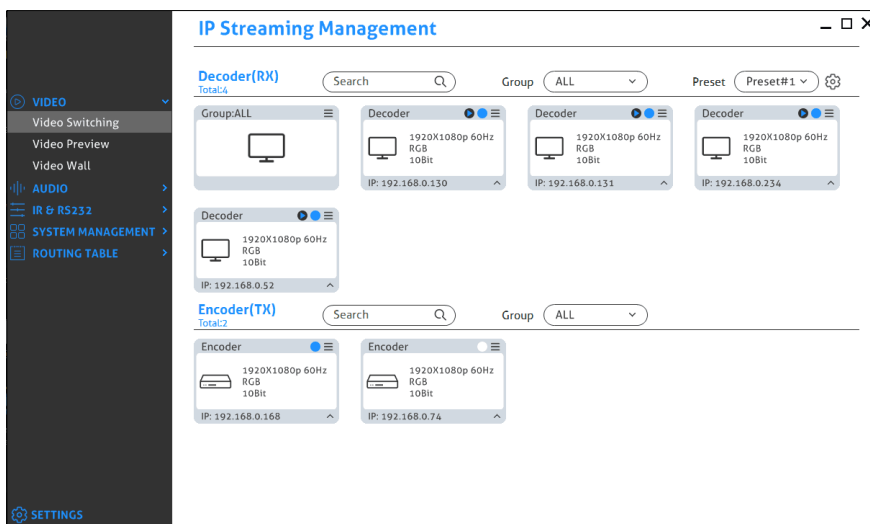 IP Streaming Management
VIDEO
Video Switching
Video Preview
Video Wall
AUDIO
IR & RS232
SYSTEM MANAGEMENT
ROUTING TABLE
SETTINGS
Decoder(RX)
Total:4
Search
Group ALL
Preset Preset#1
Group:ALL
Decoder
1920X1080p 60Hz
RGB
10Bit
IP: 192.168.0.130
Decoder
1920X1080p 60Hz
RGB
10Bit
IP: 192.168.0.131
Decoder
1920X1080p 60Hz
RGB
10Bit
IP: 192.168.0.234
Decoder
1920X1080p 60Hz
RGB
10Bit
IP: 192.168.0.52
Encoder(TX)
Total:2
Search
Group ALL
Encoder
1920X1080p 60Hz
RGB
10Bit
IP: 192.168.0.168
Encoder
1920X1080p 60Hz
RGB
10Bit
IP: 192.168.0.74